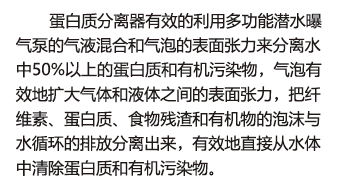 蛋白质分离器有效的利用多功能潜水曝
气泵的气液混合和气泡的表面张力来分离水
中50%以上的蛋白质和有机污染物，气泡有
效地扩大气体和液体之间的表面张力，把纤
维素、蛋白质、食物残渣和有机物的泡沫与
水循环的排放分离出来，有效地直接从水体
中清除蛋白质和有机污染物。